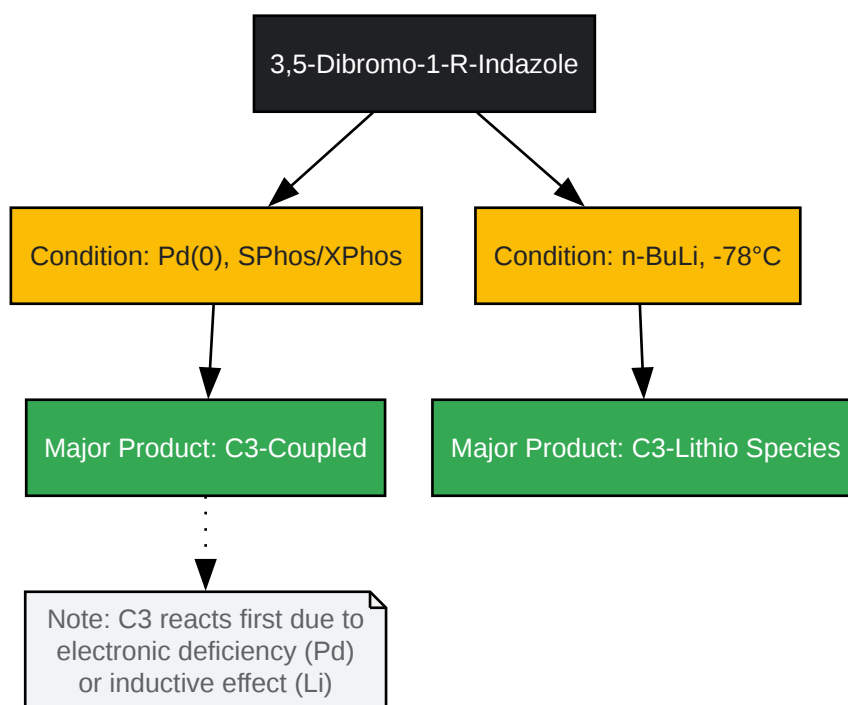 3,5-Dibromo-1-R-Indazole
Condition: Pd(0), SPhos/XPhos
Condition: n-BuLi, -78°C
Major Product: C3-Coupled
Major Product: C3-Lithio Species
Note: C3 reacts first due to
electronic deficiency (Pd)
or inductive effect (Li)